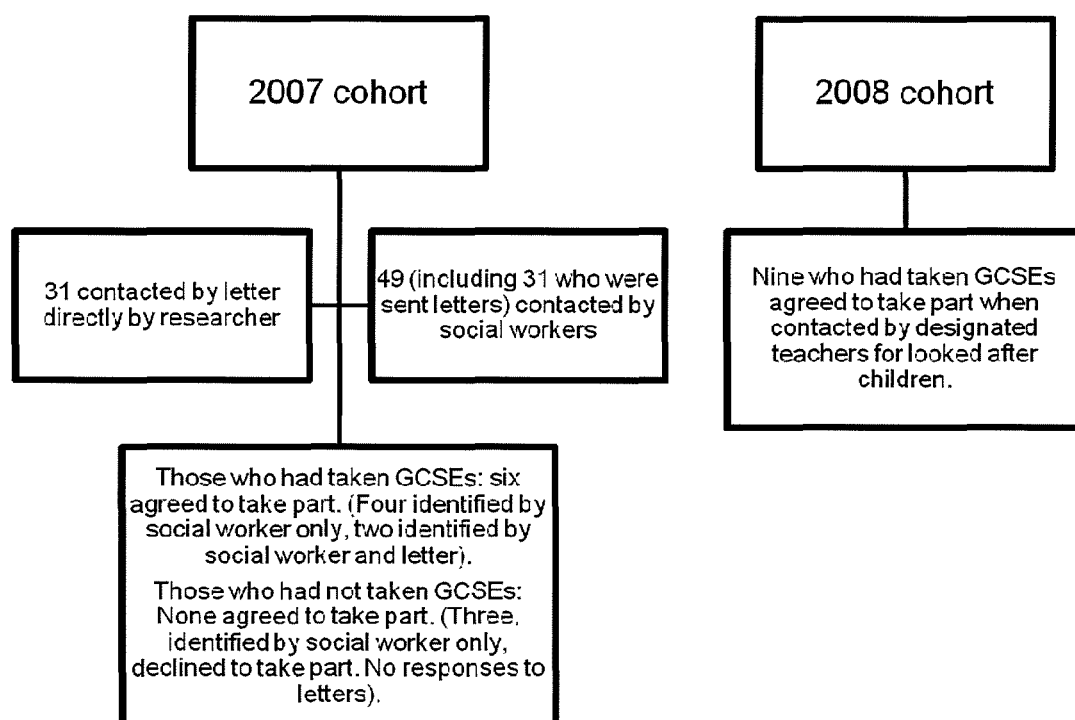 2007 cohort
2008 cohort
31 contacted by letter
directly by researcher
49 (including 31 who were
sent letters) contacted by
social workers
Nine who had taken GCSEs
agreed to take part when
contacted by designated
teachers for looked after
children.
Those who had taken GCSEs: six
agreed to take part. (Four identified by
social worker only, two identified by
social worker and letter).
Those who had not taken GCSEs:
None agreed to take part. (Three,
identified by social worker only,
declined to take part. No responses to
letters).